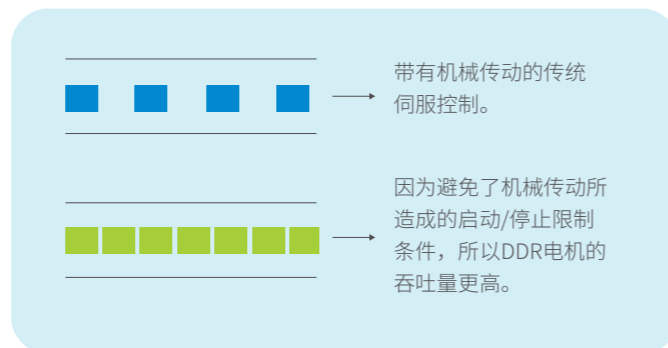 带有机械传动的传统
伺服控制。
因为避免了机械传动所
造成的启动/停止限制
条件，所以DDR电机的
吞吐量更高。